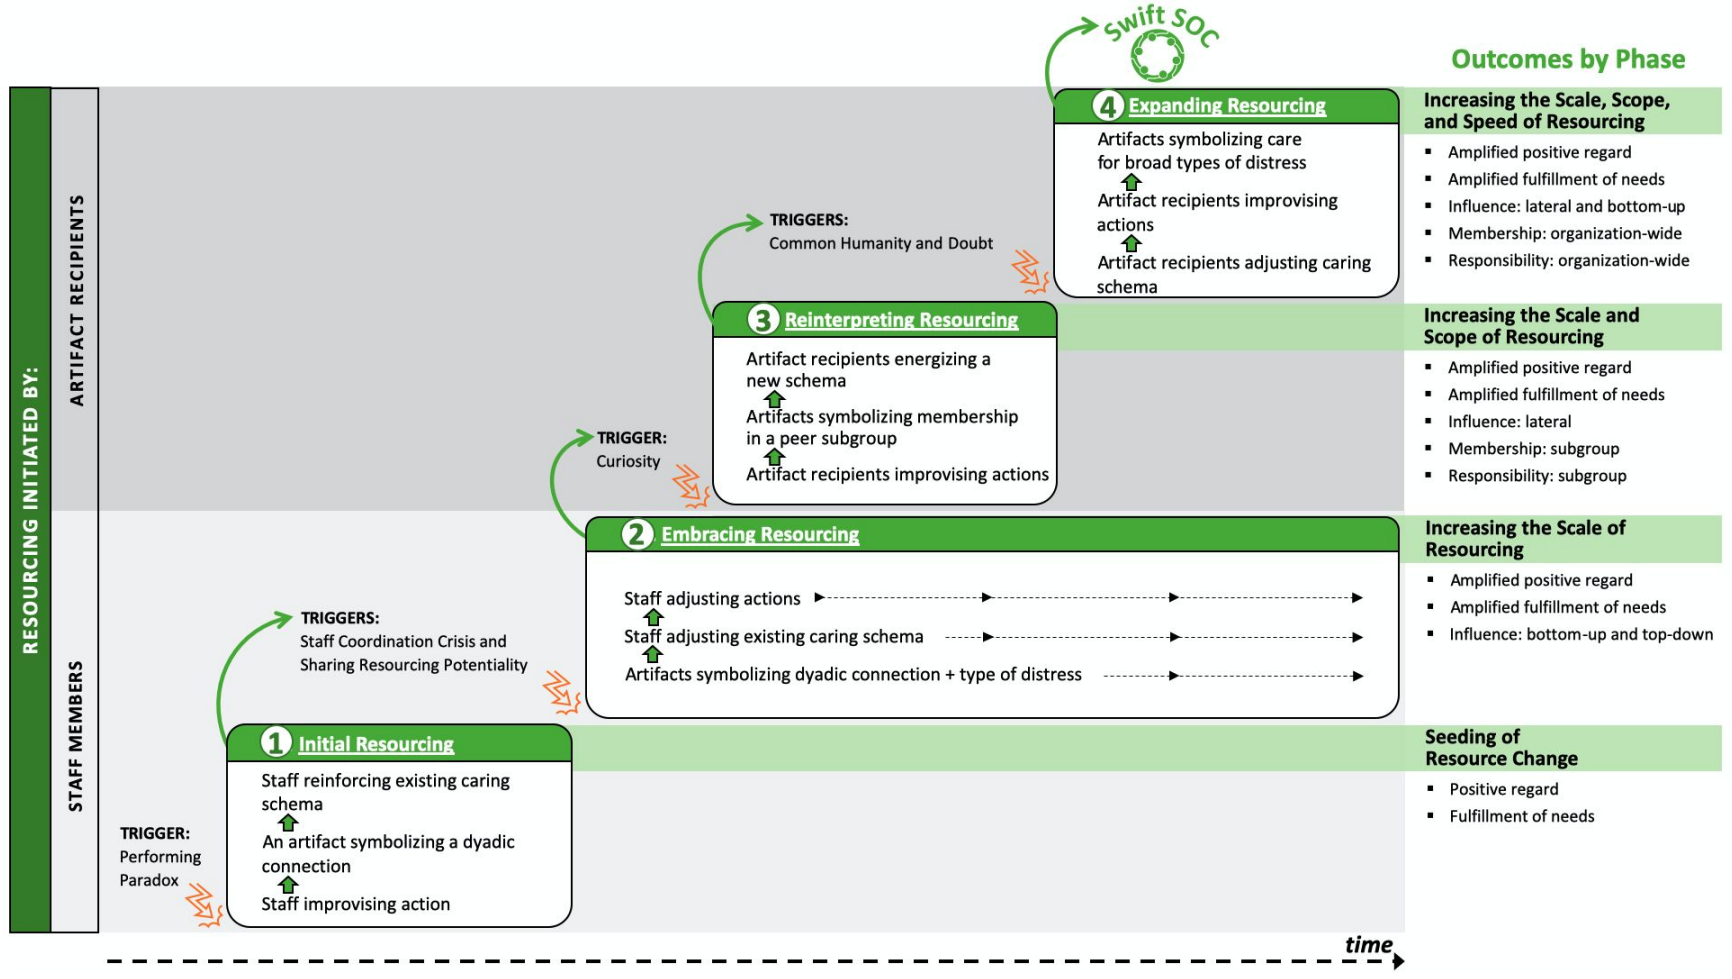 Swift SOC
Outcomes by Phase
RESOURCING INITIATED BY:
ARTIFACT RECIPIENTS
STAFF MEMBERS
4 Expanding Resourcing
Artifacts symbolizing care
for broad types of distress
Artifact recipients improvising
actions
Artifact recipients adjusting caring
schema
Increasing the Scale, Scope,
and Speed of Resourcing
▪ Amplified positive regard
▪ Amplified fulfillment of needs
▪ Influence: lateral and bottom-up
▪ Membership: organization-wide
▪ Responsibility: organization-wide
TRIGGERS:
Common Humanity and Doubt
3 Reinterpreting Resourcing
Artifact recipients energizing a
new schema
Artifacts symbolizing membership
in a peer subgroup
Artifact recipients improvising actions
Increasing the Scale and
Scope of Resourcing
▪ Amplified positive regard
▪ Amplified fulfillment of needs
▪ Influence: lateral
▪ Membership: subgroup
▪ Responsibility: subgroup
TRIGGER:
Curiosity
2 Embracing Resourcing
Staff adjusting actions
Staff adjusting existing caring schema
Artifacts symbolizing dyadic connection + type of distress
Increasing the Scale of
Resourcing
▪ Amplified positive regard
▪ Amplified fulfillment of needs
▪ Influence: bottom-up and top-down
TRIGGERS:
Staff Coordination Crisis and
Sharing Resourcing Potentiality
1 Initial Resourcing
Staff reinforcing existing caring
schema
An artifact symbolizing a dyadic
connection
Staff improvising action
Seeding of
Resource Change
▪ Positive regard
▪ Fulfillment of needs
TRIGGER:
Performing
Paradox
time